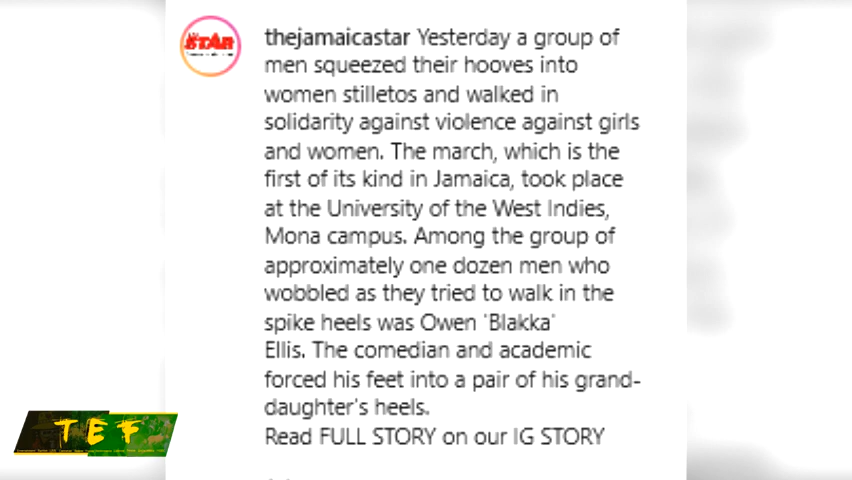 STAR
thejamaicastar Yesterday a group of
men squeezed their hooves into
women stilletos and walked in
solidarity against violence against girls
and women. The march, which is the
first of its kind in Jamaica, took place
at the University of the West Indies,
Mona campus. Among the group of
approximately one dozen men who
wobbled as they tried to walk in the
spike heels was Owen 'Blakka'
Ellis. The comedian and academic
forced his feet into a pair of his grand-
daughter's heels.
Read FULL STORY on our IG STORY
TEF